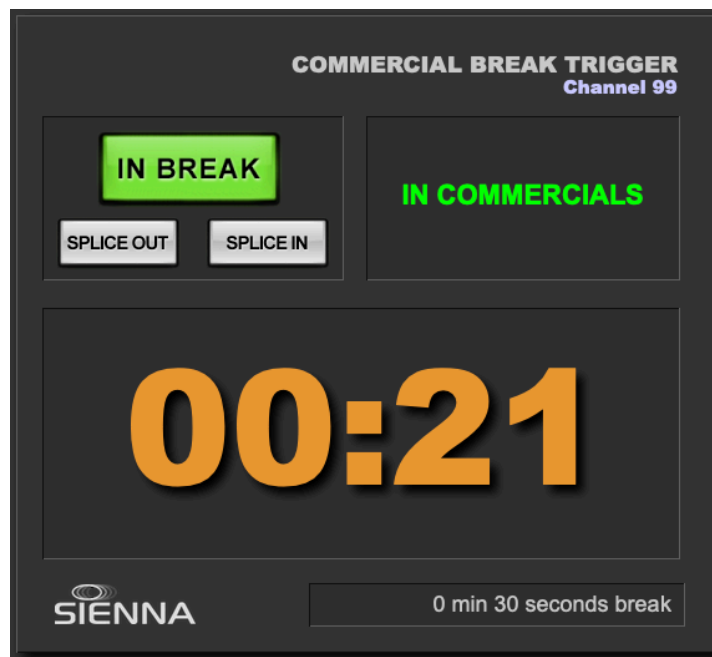 COMMERCIAL BREAK TRIGGER
Channel 99
IN BREAK
IN COMMERCIALS
SPLICE OUT
SPLICE IN
00:21
SIENNA
0 min 30 seconds break